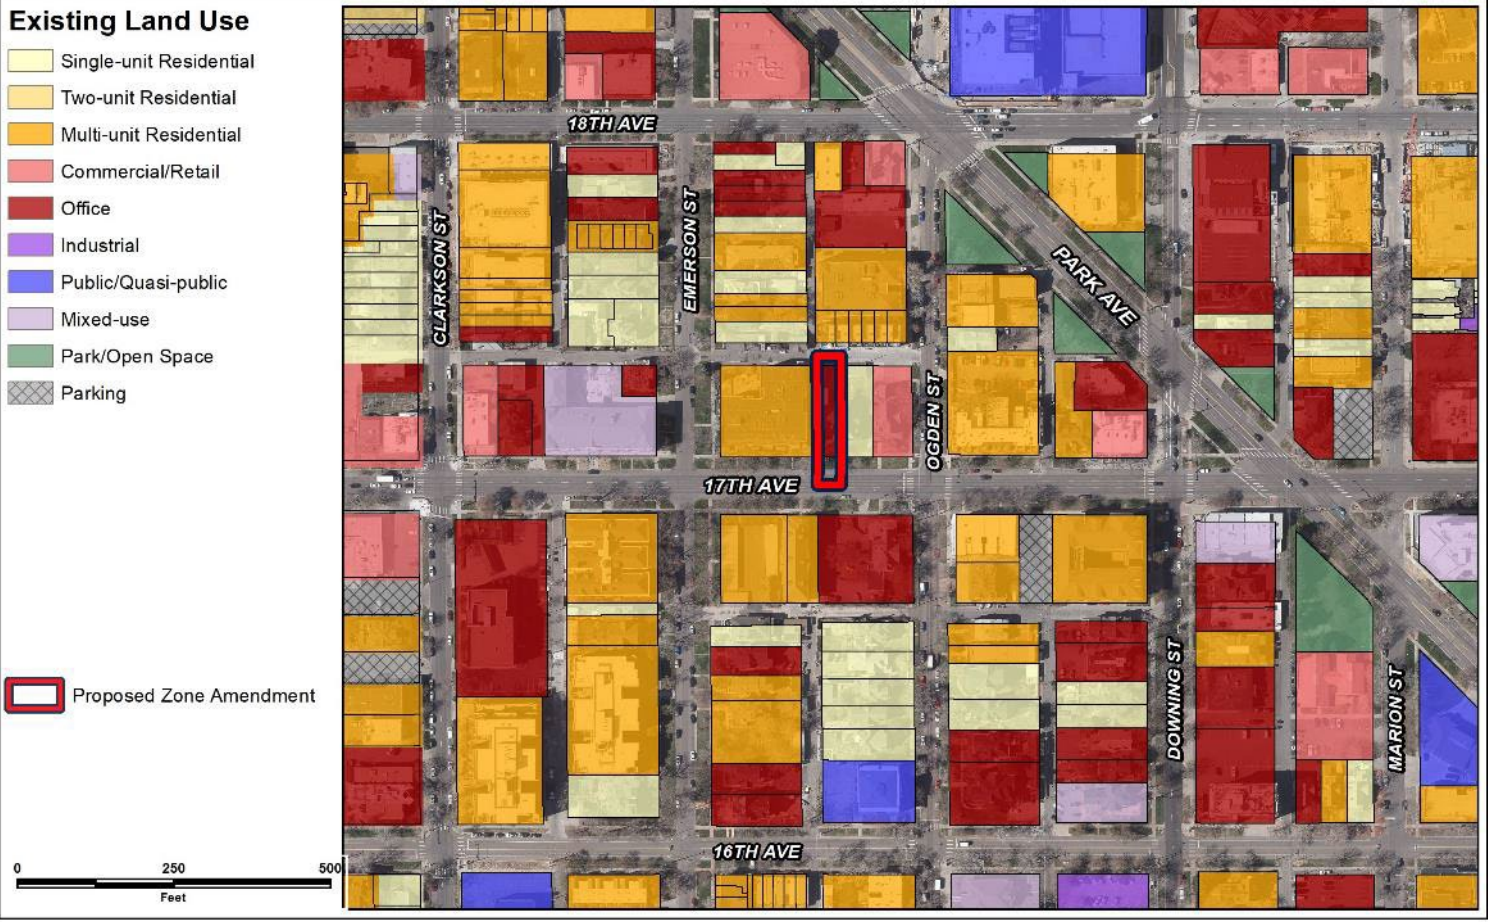 Existing Land Use
Single-unit Residential
Two-unit Residential
Multi-unit Residential
Commercial/Retail
Office
Industrial
Public/Quasi-public
Mixed-use
Park/Open Space
Parking
Proposed Zone Amendment
0 250 500
Feet
18TH AVE
CLARKSON ST
EMERSON ST
PARK AVE
OGDEN ST
17TH AVE
DOWNING ST
MARION ST
16TH AVE